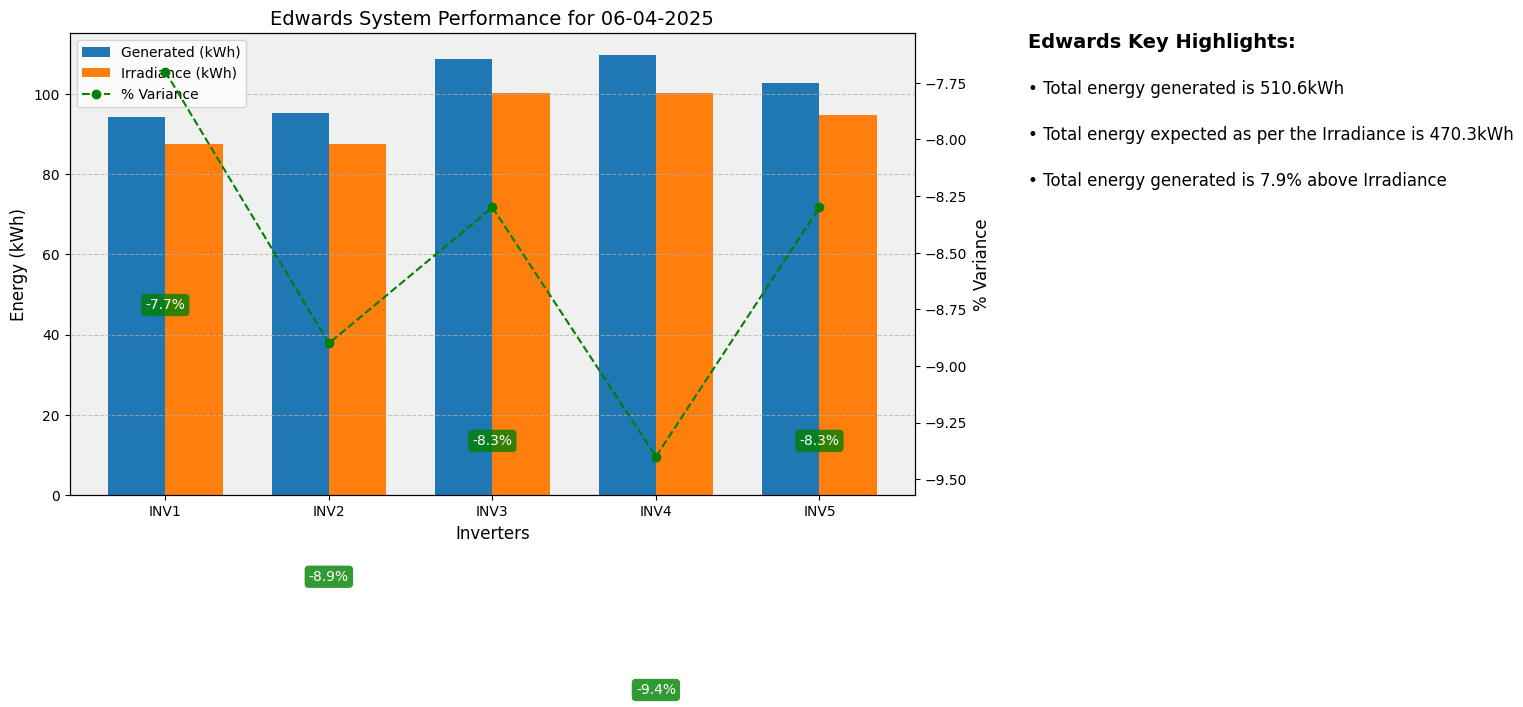 Edwards System Performance for 06-04-2025
Generated (kWh)
Irradiance (kWh)
% Variance
Energy (kWh)
100
80
60
40
20
0
-7.7%
-8.9%
-8.3%
-9.4%
-8.3%
INV1 INV2 INV3 INV4 INV5
Inverters
−7.75
−8.00
−8.25
−8.50
−8.75
−9.00
−9.25
−9.50
% Variance
Edwards Key Highlights:
• Total energy generated is 510.6kWh
• Total energy expected as per the Irradiance is 470.3kWh
• Total energy generated is 7.9% above Irradiance